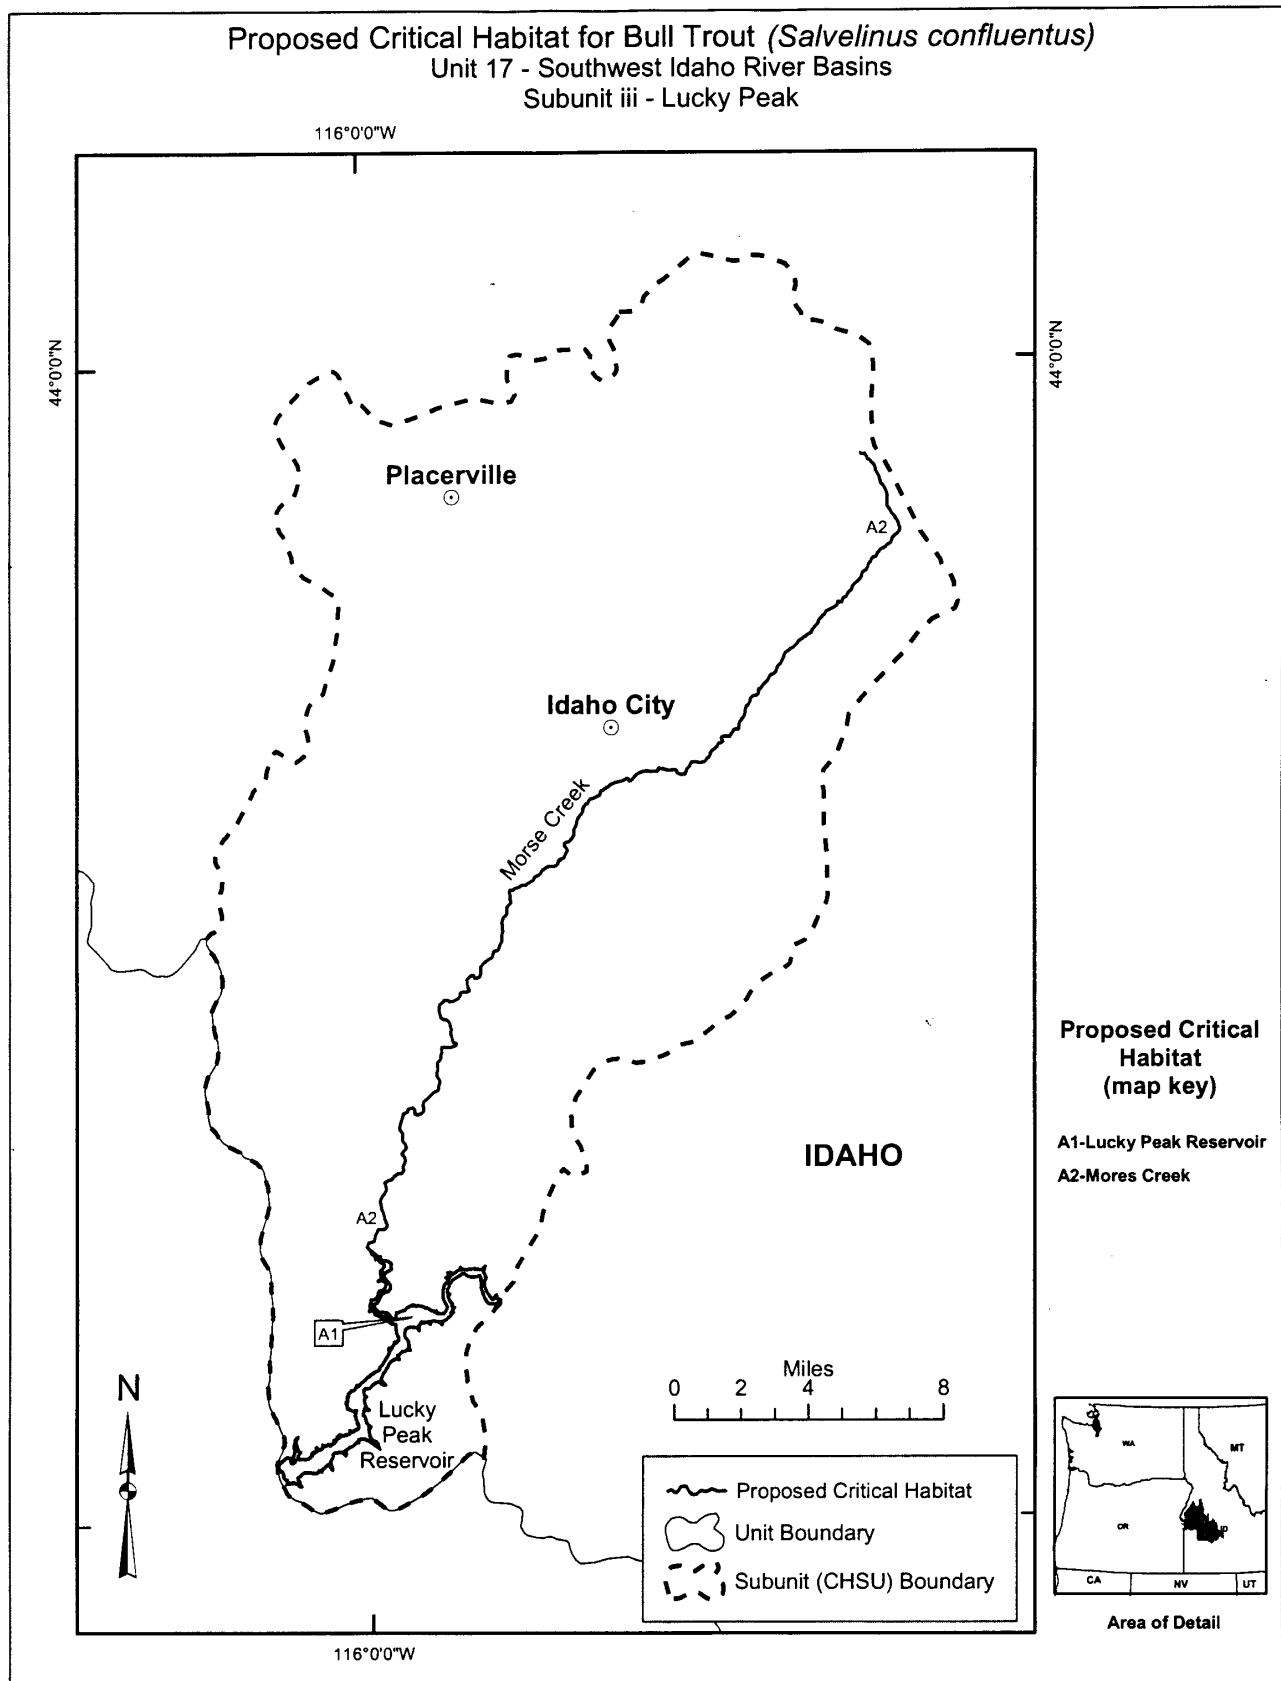 Proposed Critical Habitat for Bull Trout (Salvelinus confluentus)
Unit 17 - Southwest Idaho River Basins
Subunit iii - Lucky Peak
116°0'0"W
44°0'0"N
44°0'0"N
Placerville
A2
Idaho City
Morse Creek
Proposed Critical
Habitat
(map key)
A1-Lucky Peak Reservoir
A2-Mores Creek
IDAHO
A2
A1
Lucky
Peak
Reservoir
N
Miles
0 2 4 8
Proposed Critical Habitat
Unit Boundary
Subunit (CHSU) Boundary
WA
MT
OR
ID
CA
NV
UT
Area of Detail
116°0'0"W